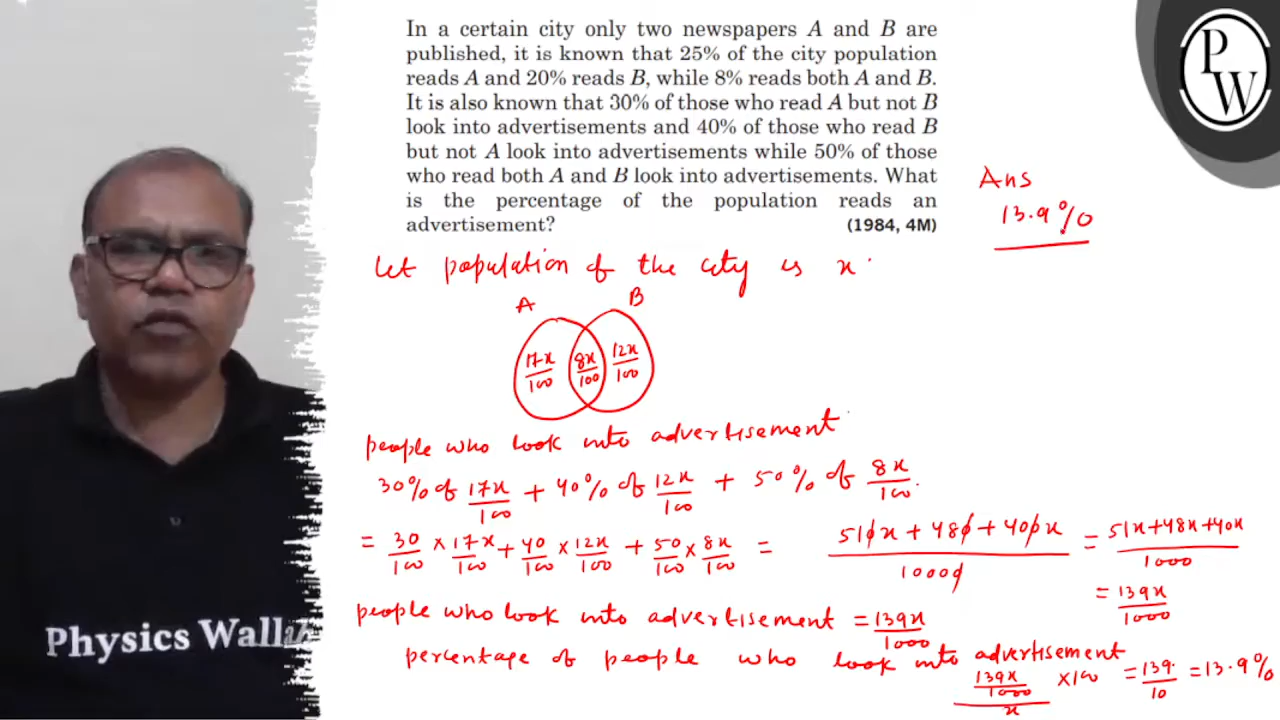 In a certain city only two newspapers A and B are
published, it is known that 25% of the city population
reads A and 20% reads B, while 8% reads both A and B.
It is also known that 30% of those who read A but not B
look into advertisements and 40% of those who read B
but not A look into advertisements while 50% of those
who read both A and B look into advertisements. What
is the percentage of the population reads an
advertisement? (1984, 4M)
PW
Ans
13.9%
Let population of the city is x.
A B
17x/100 8x/100 12x/100
people who look into advertisement
30% of 17x/100 + 40% of 12x/100 + 50% of 8x/100.
= 30/100 × 17x/100 + 40/100 × 12x/100 + 50/100 × 8x/100 = 510x + 480 + 400x / 10000 = 51x+48x+40x / 1000
= 139x/1000
people who look into advertisement = 139x/1000
percentage of people who look into advertisement
139x/1000 / x × 100 = 139/10 = 13.9%
Physics Wallah